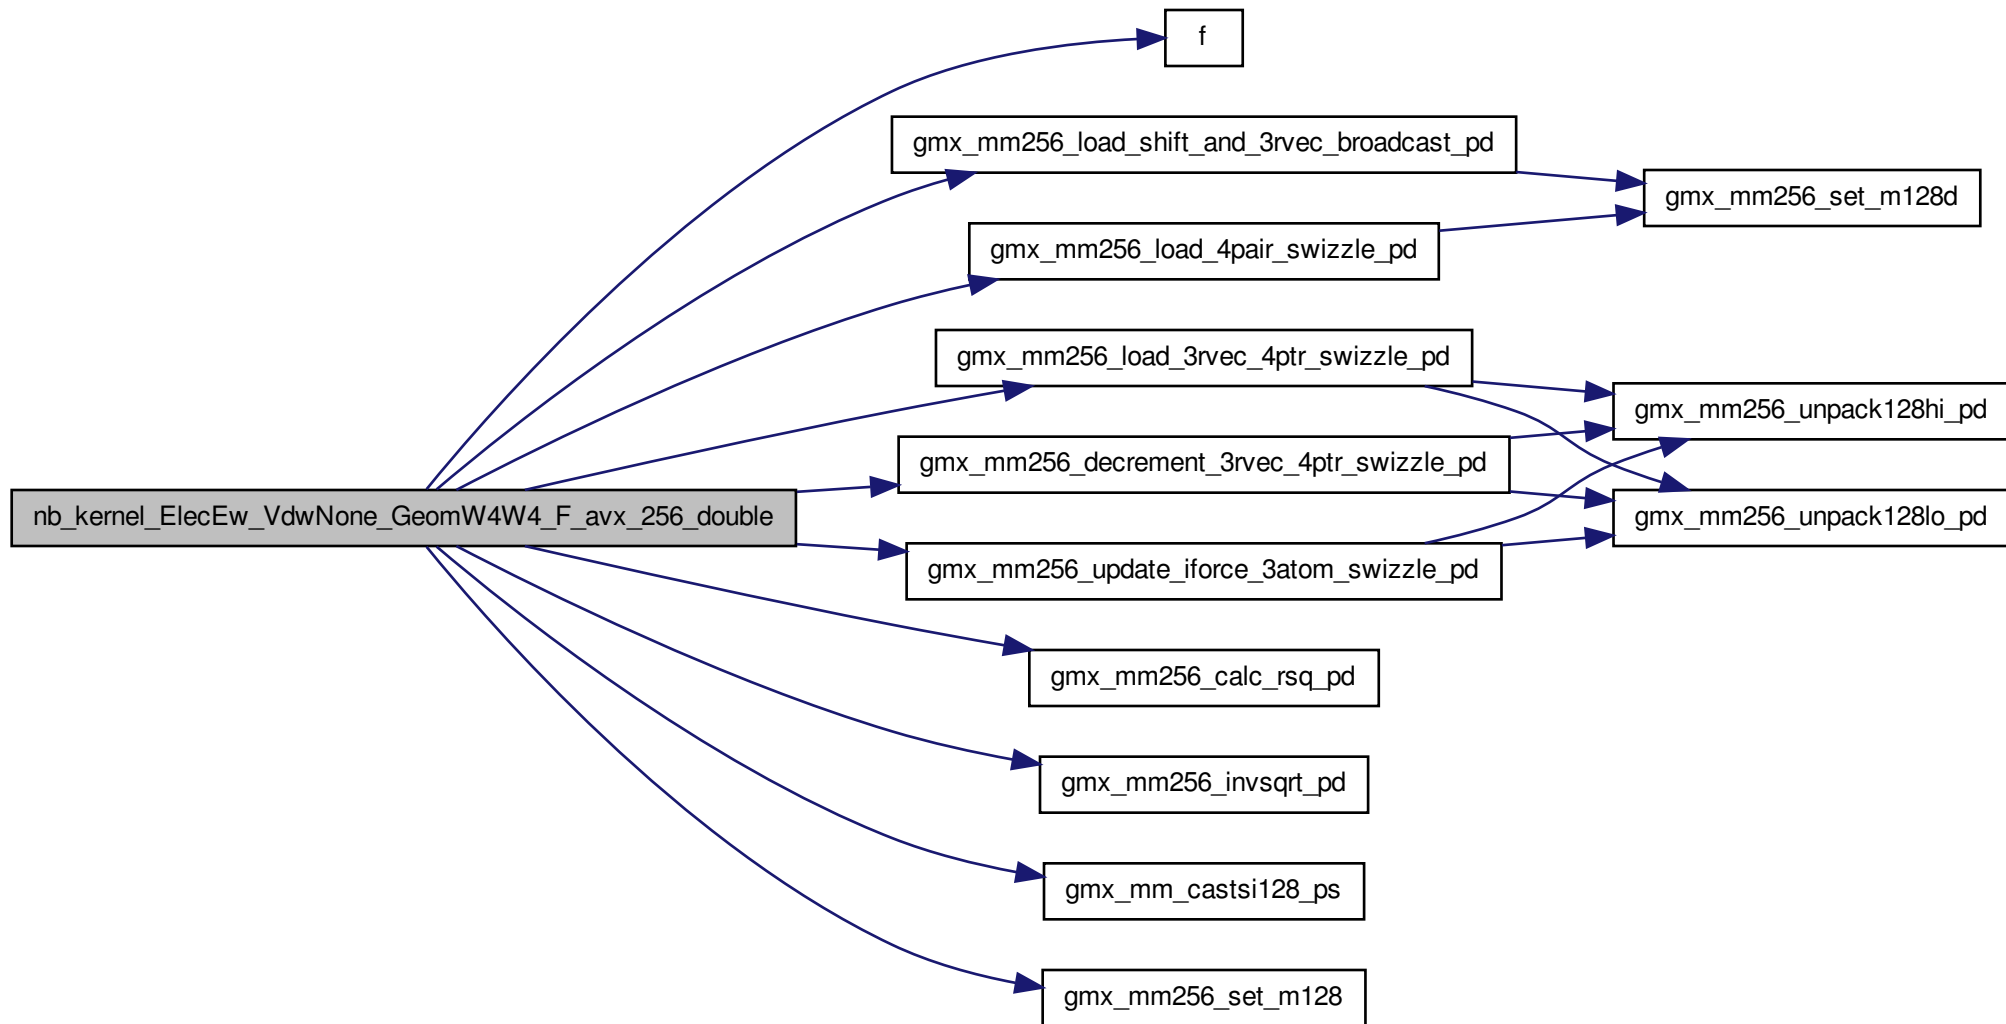 f
gmx_mm256_load_shift_and_3rvec_broadcast_pd
gmx_mm256_set_m128d
gmx_mm256_load_4pair_swizzle_pd
gmx_mm256_load_3rvec_4ptr_swizzle_pd
gmx_mm256_unpack128hi_pd
gmx_mm256_decrement_3rvec_4ptr_swizzle_pd
nb_kernel_ElecEw_VdwNone_GeomW4W4_F_avx_256_double
gmx_mm256_unpack128lo_pd
gmx_mm256_update_iforce_3atom_swizzle_pd
gmx_mm256_calc_rsq_pd
gmx_mm256_invsqrt_pd
gmx_mm_castsi128_ps
gmx_mm256_set_m128